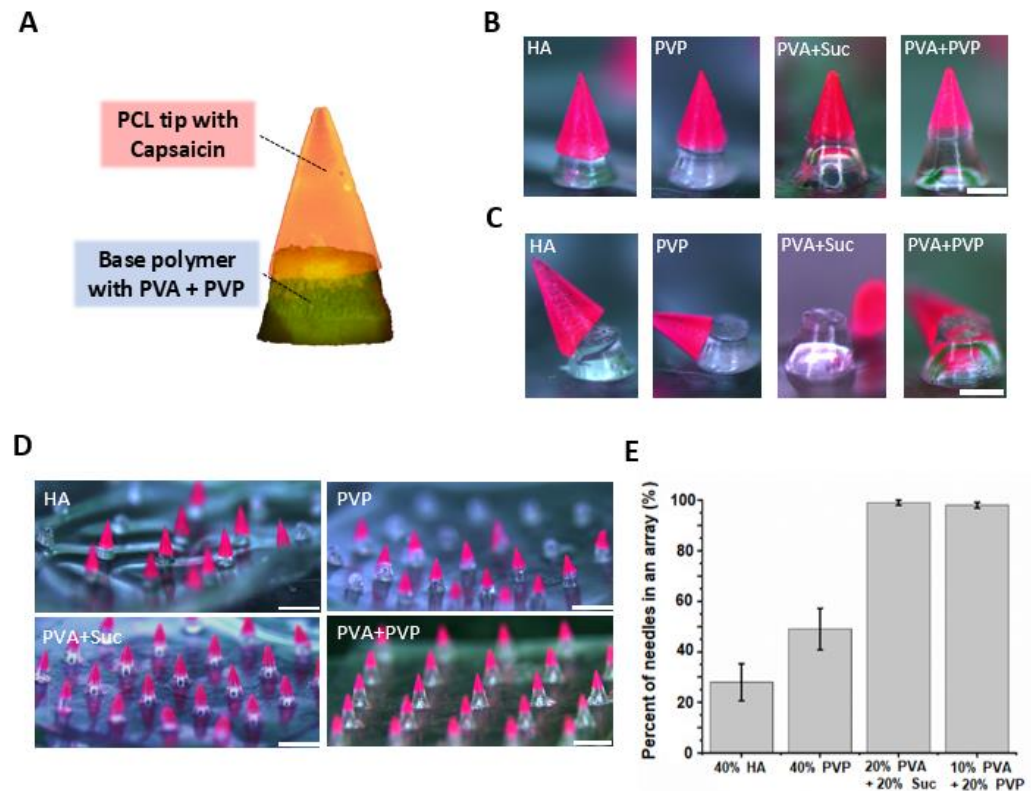 A
PCL tip with
Capsaicin
Base polymer
with PVA + PVP
B
HA
PVP
PVA+Suc
PVA+PVP
C
HA
PVP
PVA+Suc
PVA+PVP
D
HA
PVP
PVA+Suc
PVA+PVP
E
Percent of needles in an array (%)
100
80
60
40
20
0
40% HA
40% PVP
20% PVA
+ 20% Suc
10% PVA
+ 20% PVP